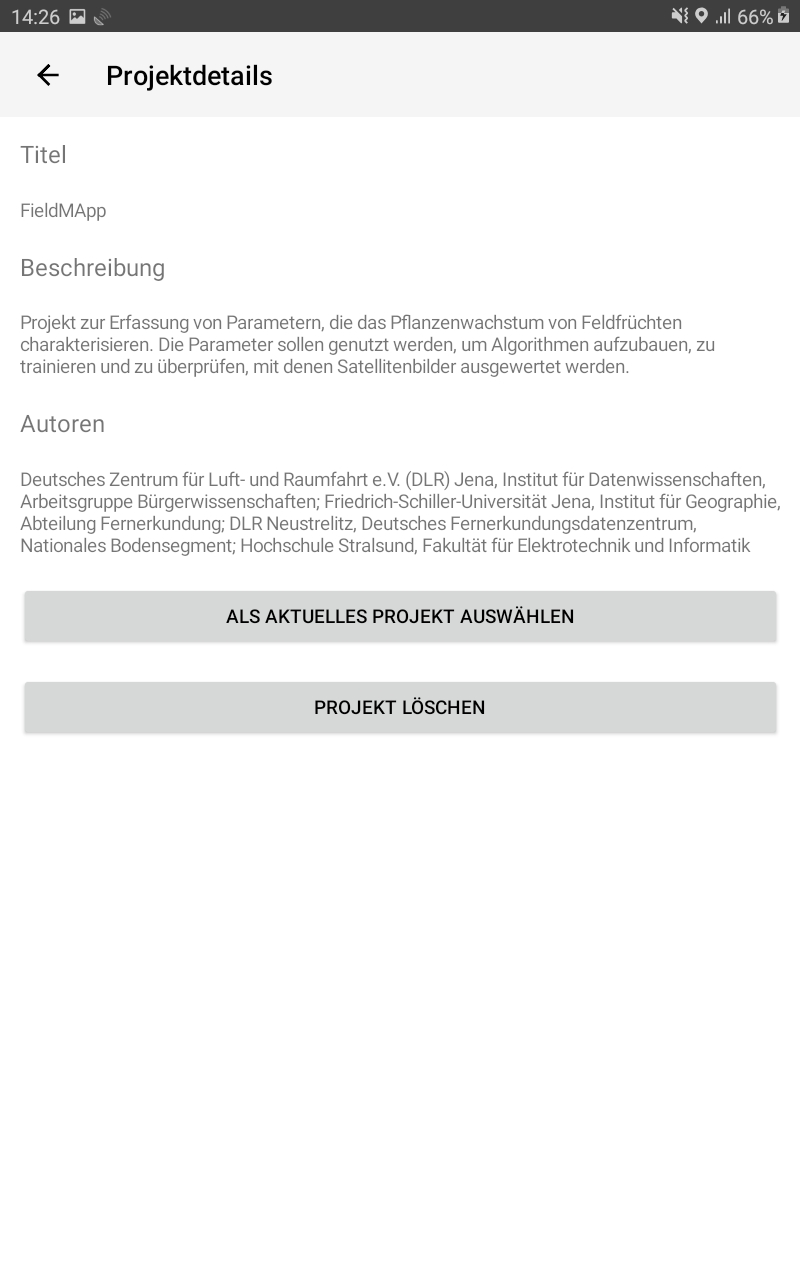 14:26
66%
Projektdetails
Titel
FieldMApp
Beschreibung
Projekt zur Erfassung von Parametern, die das Pflanzenwachstum von Feldfrüchten
charakterisieren. Die Parameter sollen genutzt werden, um Algorithmen aufzubauen, zu
trainieren und zu überprüfen, mit denen Satellitenbilder ausgewertet werden.
Autoren
Deutsches Zentrum für Luft- und Raumfahrt e.V. (DLR) Jena, Institut für Datenwissenschaften,
Arbeitsgruppe Bürgerwissenschaften; Friedrich-Schiller-Universität Jena, Institut für Geographie,
Abteilung Fernerkundung; DLR Neustrelitz, Deutsches Fernerkundungsdatenzentrum,
Nationales Bodensegment; Hochschule Stralsund, Fakultät für Elektrotechnik und Informatik
ALS AKTUELLES PROJEKT AUSWÄHLEN
PROJEKT LÖSCHEN